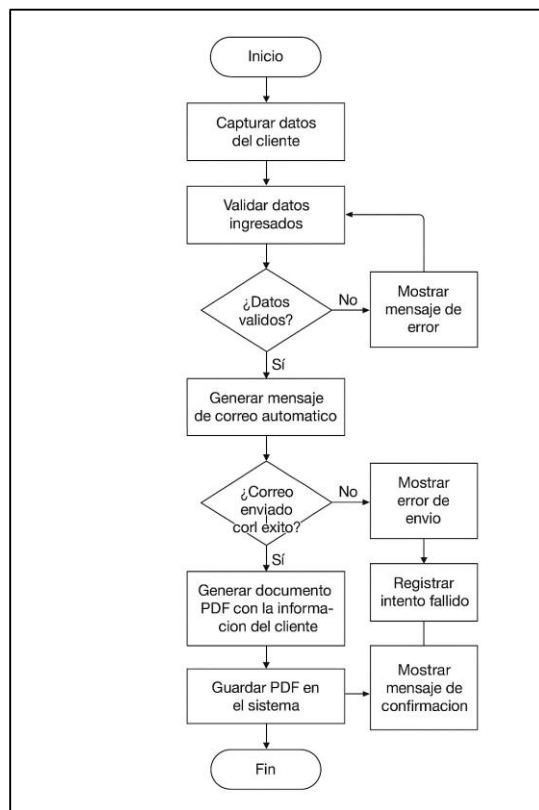 Inicio
Capturar datos
del cliente
Validar datos
ingresados
¿Datos
validos?
No
Mostrar
mensaje de
error
Sí
Generar mensaje
de correo automatico
¿Correo
enviado
corl exito?
No
Mostrar
error de
envio
Sí
Registrar
intento fallido
Generar documento
PDF con la informa-
cion del cliente
Guardar PDF en
el sistema
Mostrar
mensaje de
confirmacion
Fin